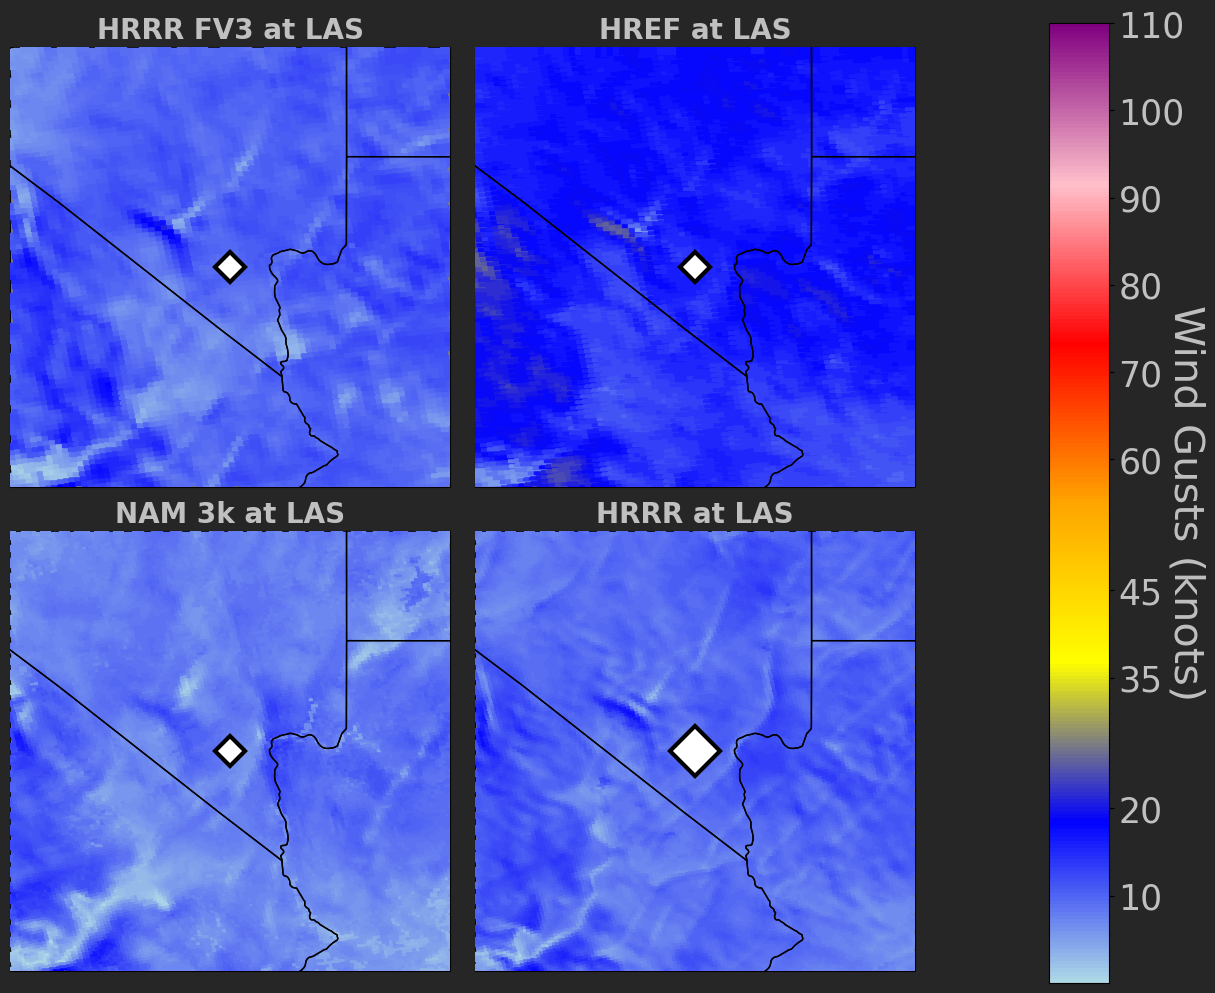 HRRR FV3 at LAS
HREF at LAS
NAM 3k at LAS
HRRR at LAS
110
100
90
80
70
60
45
35
20
10
Wind Gusts (knots)